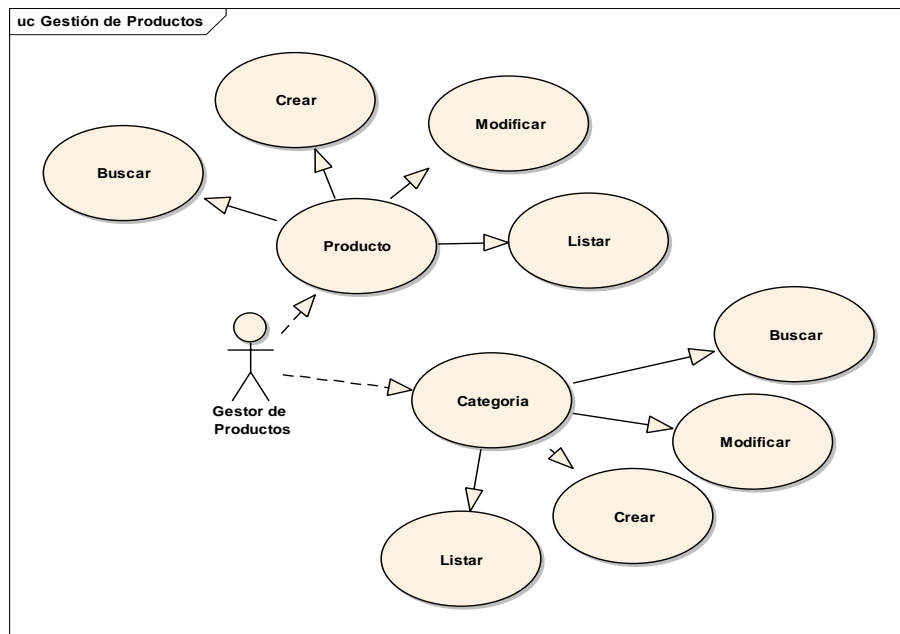 uc Gestión de Productos
Crear
Modificar
Buscar
Producto
Listar
Buscar
Gestor de
Productos
Categoria
Modificar
Crear
Listar